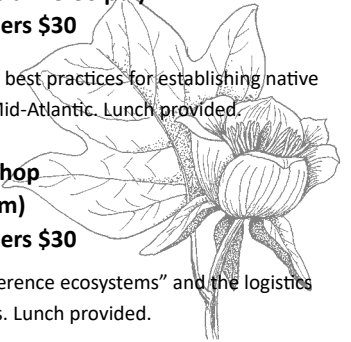 ers $30
best practices for establishing native
Mid-Atlantic. Lunch provided.
hop
m)
ers $30
erence ecosystems” and the logistics
s. Lunch provided.